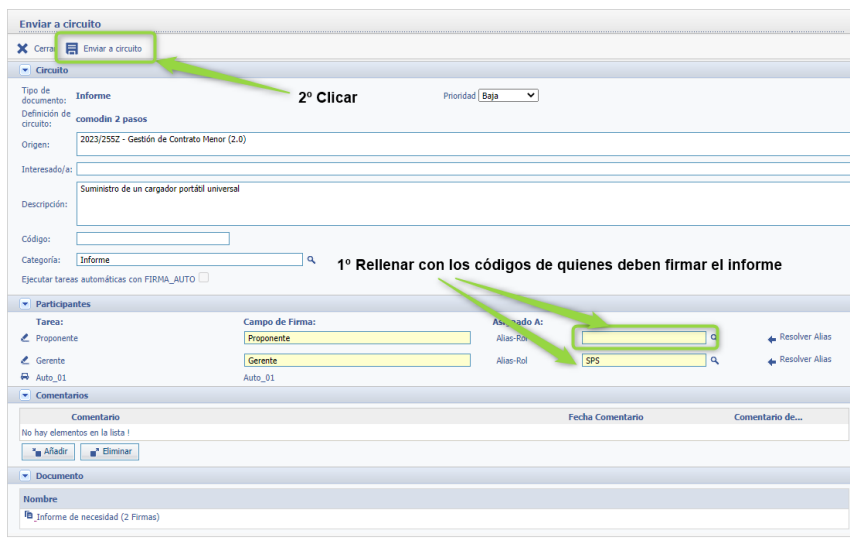 Enviar a circuito
Cerrar Enviar a circuito
Circuito
Tipo de documento: Informe Prioridad Baja
2º Clicar
Definición de circuito: comodin 2 pasos
Origen: 2023/255Z - Gestión de Contrato Menor (2.0)
Interesado/a:
Descripción: Suministro de un cargador portátil universal
Código:
Categoría: Informe
1º Rellenar con los códigos de quienes deben firmar el informe
Ejecutar tareas automáticas con FIRMA_AUTO
Participantes
Tarea: Campo de Firma: Asignado A:
Proponente Proponente Alias-Rol Resolver Alias
Gerente Gerente Alias-Rol SPS Resolver Alias
Auto_01 Auto_01
Comentarios
Comentario Fecha Comentario Comentario de...
No hay elementos en la lista !
Añadir Eliminar
Documento
Nombre
_Informe de necesidad (2 Firmas)